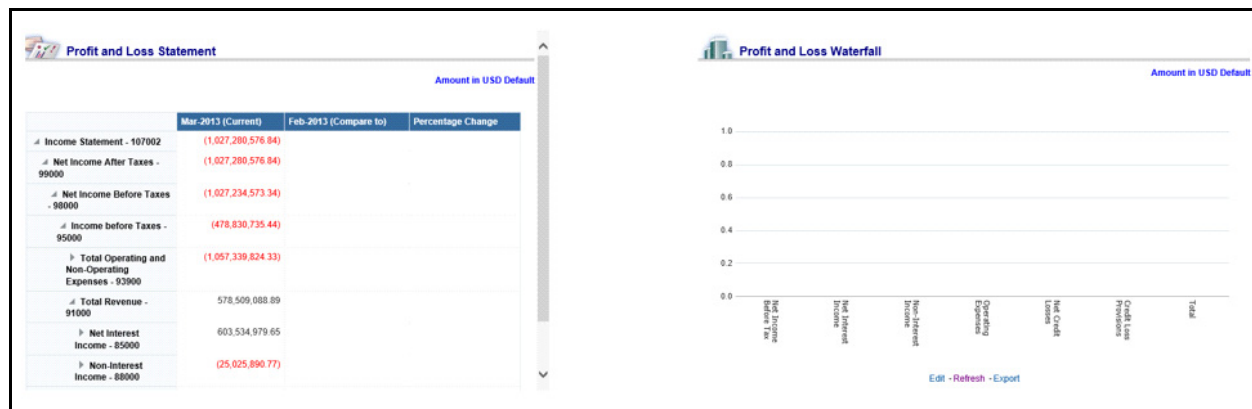 Profit and Loss Statement
Amount in USD Default
Mar-2013 (Current) Feb-2013 (Compare to) Percentage Change
Income Statement - 107002 (1,027,280,576.84)
Net Income After Taxes - (1,027,280,576.84)
99000
Net Income Before Taxes (1,027,234,573.34)
- 98000
Income before Taxes - (478,830,735.44)
95000
Total Operating and (1,057,339,824.33)
Non-Operating
Expenses - 93900
Total Revenue - 578,509,088.89
91000
Net Interest 603,534,979.65
Income - 85000
Non-Interest (25,025,890.77)
Income - 88000
Profit and Loss Waterfall
Amount in USD Default
1.0
0.8
0.6
0.4
0.2
0.0
Net Income
Before Tax
Net Interest
Income
Non-Interest
Income
Operating
Expenses
Net Credit
Losses
Credit Loss
Provisions
Total
Edit - Refresh - Export